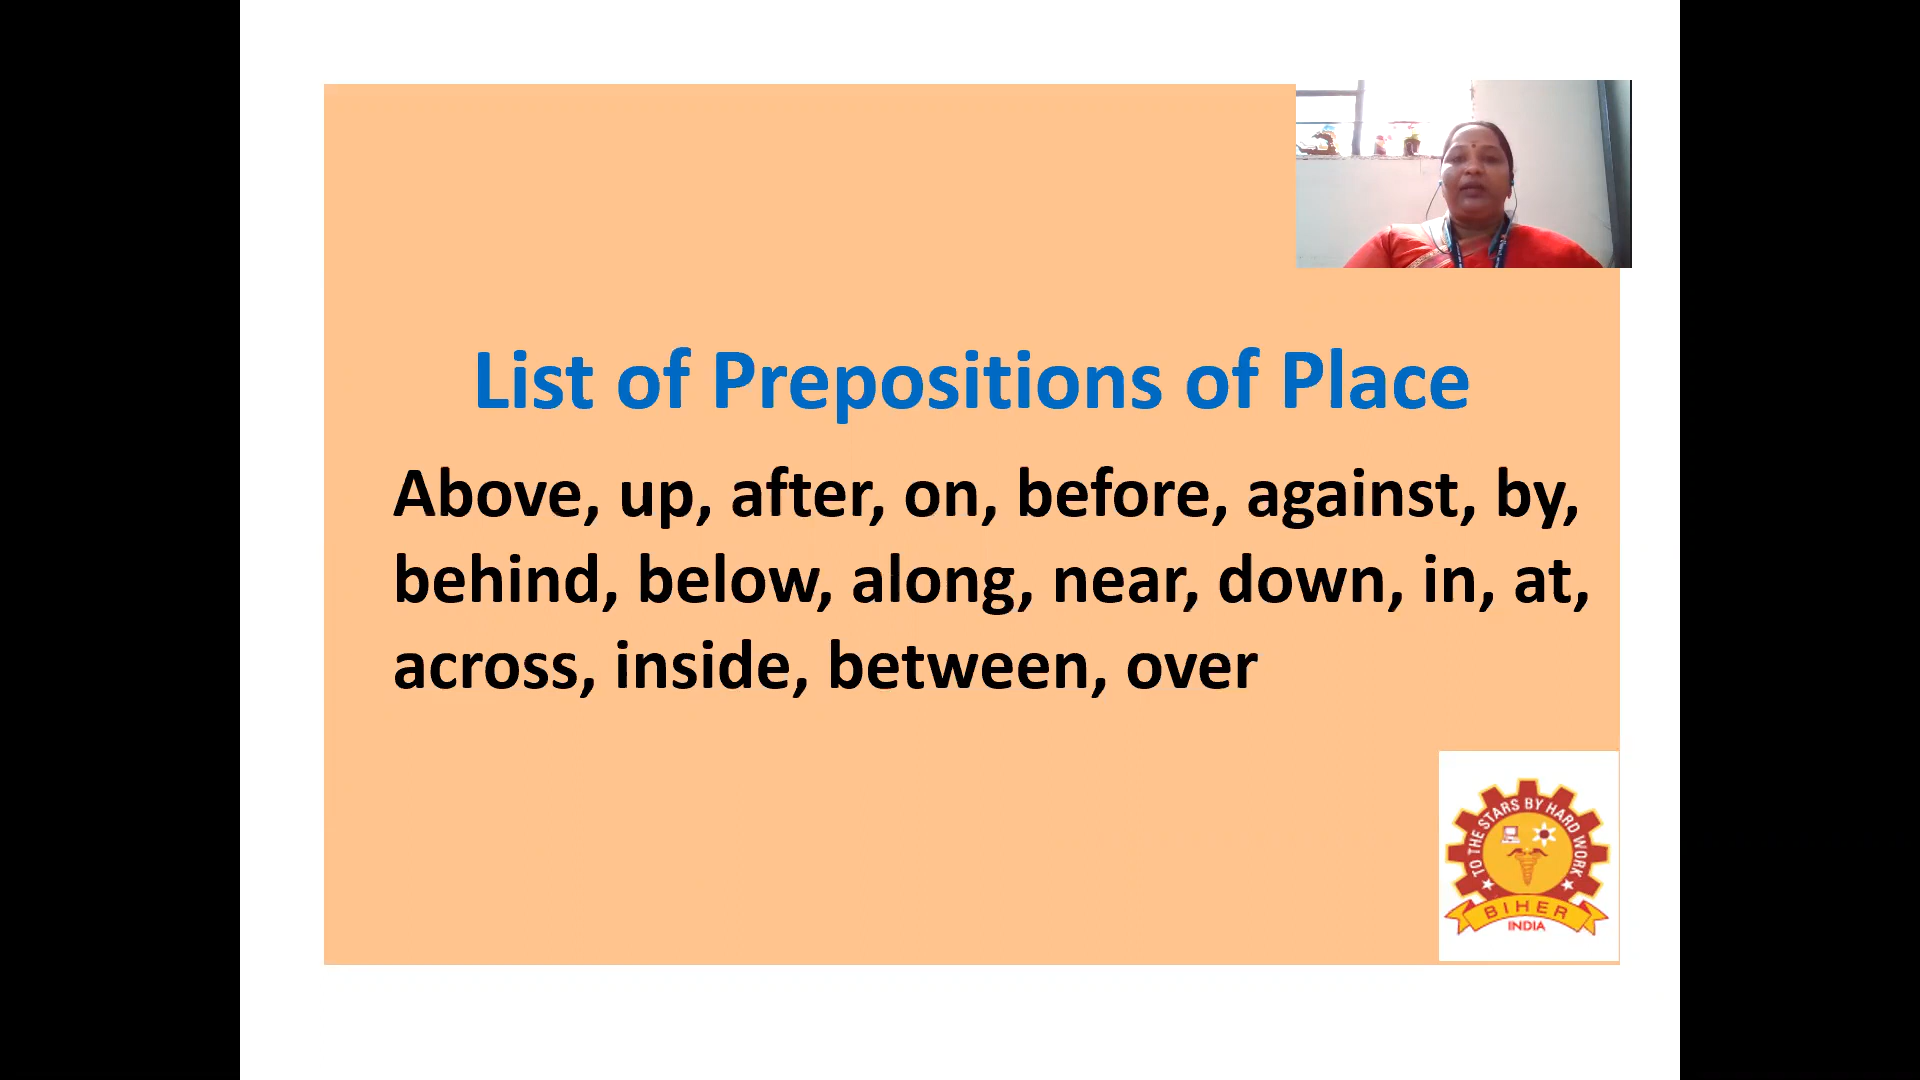 List of Prepositions of Place
Above, up, after, on, before, against, by,
behind, below, along, near, down, in, at,
across, inside, between, over
TO THE STARS BY HARD WORK
BIHER
INDIA